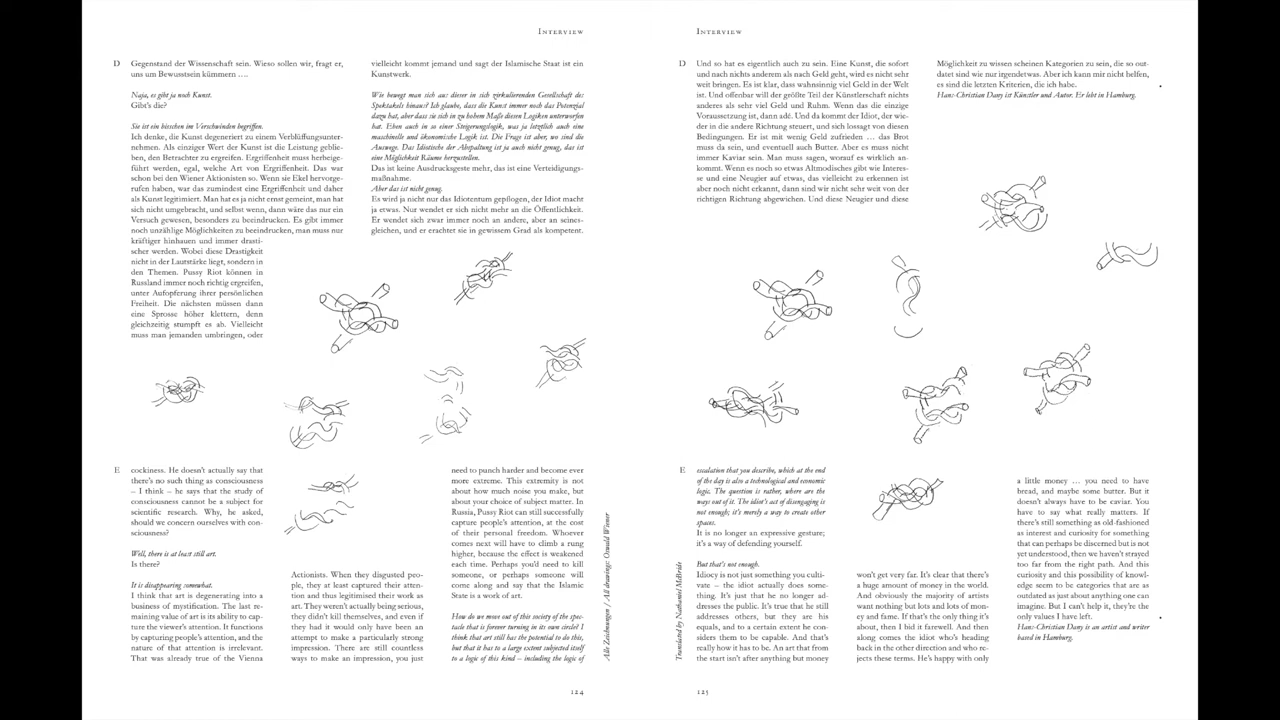 INTERVIEW
D
Gegenstand der Wissenschaft sein. Wieso sollen wir, fragt er,
uns um Bewusstsein kümmern ….
Naja, es gibt ja noch Kunst.
Gibt's die?
Sie ist ein bisschen im Verschwinden begriffen.
Ich denke, die Kunst degeneriert zu einem Verblüffungsunter-
nehmen. Als einziger Wert der Kunst ist die Leistung geblie-
ben, den Betrachter zu ergreifen. Ergriffenheit muss herbeige-
führt werden, egal, welche Art von Ergriffenheit. Das war
schon bei den Wiener Aktionisten so. Wenn sie Ekel hervorge-
rufen haben, war das zumindest eine Ergriffenheit und daher
als Kunst legitimiert. Man hat es ja nicht ernst gemeint, man hat
sich nicht umgebracht, und selbst wenn, dann wäre das nur ein
Versuch gewesen, besonders zu beeindrucken. Es gibt immer
noch unzählige Möglichkeiten zu beeindrucken, man muss nur
kräftiger hinhauen und immer drasti-
scher werden. Wobei diese Drastigkeit
nicht in der Lautstärke liegt, sondern in
den Themen. Pussy Riot können in
Russland immer noch richtig ergreifen,
unter Aufopferung ihrer persönlichen
Freiheit. Die nächsten müssen dann
eine Sprosse höher klettern, denn
gleichzeitig stumpft es ab. Vielleicht
muss man jemanden umbringen, oder
vielleicht kommt jemand und sagt der Islamische Staat ist ein
Kunstwerk.
Wie bewegt man sich aus: dieser in sich zirkulierenden Gesellschaft des
Spektakels hinaus? Ich glaube, dass die Kunst immer noch das Potenzial
dazu hat, aber dass sie sich in zu hohem Maße diesen Logiken unterworfen
hat. Eben auch in so einer Steigerungslogik, was ja letztlich auch eine
maschinelle und ökonomische Logik ist. Die Frage ist aber, wo sind die
Auswege. Das Idiotische der Abspaltung ist ja auch nicht genug, das ist
eine Möglichkeit Räume herzustellen.
Das ist keine Ausdrucksgeste mehr, das ist eine Verteidigungs-
maßnahme.
Aber das ist nicht genug.
Es wird ja nicht nur das Idiotentum gepflogen, der Idiot macht
ja etwas. Nur wendet er sich nicht mehr an die Öffentlichkeit.
Er wendet sich zwar immer noch an andere, aber an seines-
gleichen, und er erachtet sie in gewissem Grad als kompetent.
E
cockiness. He doesn't actually say that
there's no such thing as consciousness
– I think – he says that the study of
consciousness cannot be a subject for
scientific research. Why, he asked,
should we concern ourselves with con-
sciousness?
Well, there is at least still art.
Is there?
It is disappearing somewhat.
I think that art is degenerating into a
business of mystification. The last re-
maining value of art is its ability to cap-
ture the viewer's attention. It functions
by capturing people's attention, and the
nature of that attention is irrelevant.
That was already true of the Vienna
Actionists. When they disgusted peo-
ple, they at least captured their atten-
tion and thus legitimised their work as
art. They weren't actually being serious,
they didn't kill themselves, and even if
they had it would only have been an
attempt to make a particularly strong
impression. There are still countless
ways to make an impression, you just
need to punch harder and become ever
more extreme. This extremity is not
about how much noise you make, but
about your choice of subject matter. In
Russia, Pussy Riot can still successfully
capture people's attention, at the cost
of their personal freedom. Whoever
comes next will have to climb a rung
higher, because the effect is weakened
each time. Perhaps you'd need to kill
someone, or perhaps someone will
come along and say that the Islamic
State is a work of art.
How do we move out of this society of the spec-
tacle that is forever turning in its own circle? I
think that art still has the potential to do this,
but that it has to a large extent subjected itself
to a logic of this kind – including the logic of
Alle Zeichnungen / All drawings: Oswald Wiener
124
INTERVIEW
D
Und so hat es eigentlich auch zu sein. Eine Kunst, die sofort
und nach nichts anderem als nach Geld geht, wird es nicht sehr
weit bringen. Es ist klar, dass wahnsinnig viel Geld in der Welt
ist. Und offenbar will der größte Teil der Künstlerschaft nichts
anderes als sehr viel Geld und Ruhm. Wenn das die einzige
Voraussetzung ist, dann adé. Und da kommt der Idiot, der wie-
der in die andere Richtung steuert, und sich lossagt von diesen
Bedingungen. Er ist mit wenig Geld zufrieden … das Brot
muss da sein, und eventuell auch Butter. Aber es muss nicht
immer Kaviar sein. Man muss sagen, worauf es wirklich an-
kommt. Wenn es noch so etwas Altmodisches gibt wie Interes-
se und eine Neugier auf etwas, das vielleicht zu erkennen ist
aber noch nicht erkannt, dann sind wir nicht sehr weit von der
richtigen Richtung abgewichen. Und diese Neugier und diese
Möglichkeit zu wissen scheinen Kategorien zu sein, die so out-
datet sind wie nur irgendetwas. Aber ich kann mir nicht helfen,
es sind die letzten Kriterien, die ich habe.
Hans-Christian Dany ist Künstler und Autor. Er lebt in Hamburg.
E
escalation that you describe, which at the end
of the day is also a technological and economic
logic. The question is rather, where are the
ways out? The idiot's act of disengaging is
not enough; it's merely a way to create other
spaces.
It is no longer an expressive gesture;
it's a way of defending yourself.
But that's not enough.
Idiocy is not just something you culti-
vate – the idiot actually does some-
thing. It's just that he no longer ad-
dresses the public. It's true that he still
addresses others, but they are his
equals, and to a certain extent he con-
siders them to be capable. And that's
really how it has to be. An art that from
the start isn't after anything but money
won't get very far. It's clear that there's
a huge amount of money in the world.
And obviously the majority of artists
want nothing but lots and lots of mon-
ey and fame. If that's the only thing it's
about, then I bid it farewell. And then
along comes the idiot who's heading
back in the other direction and who re-
jects these terms. He's happy with only
a little money … you need to have
bread, and maybe some butter. But it
doesn't always have to be caviar. You
have to say what really matters. If
there's still something as old-fashioned
as interest and curiosity for something
that can perhaps be discerned but is not
yet understood, then we haven't strayed
too far from the right path. And this
curiosity and this possibility of knowl-
edge seem to be categories that are as
outdated as just about anything one can
imagine. But I can't help it, they're the
only values I have left.
Hans-Christian Dany is an artist and writer
based in Hamburg.
Translated by Nathaniel McBride
125